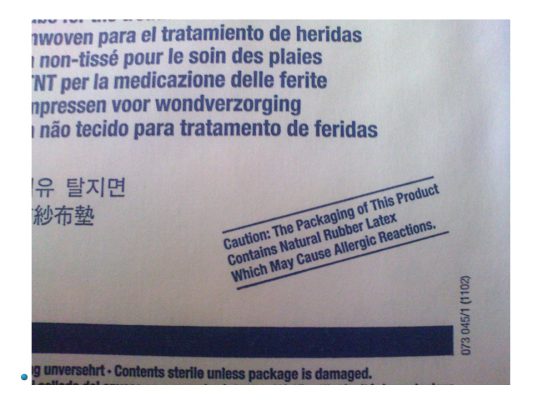 nwoven para el tratamiento de heridas
non-tissé pour le soin des plaies
TNT per la medicazione delle ferite
mpressen voor wondverzorging
não tecido para tratamento de feridas
유 탈지면
紗布墊
Caution: The Packaging of This Product
Contains Natural Rubber Latex
Which May Cause Allergic Reactions.
073 045/1 (1102)
g unversehrt • Contents sterile unless package is damaged.